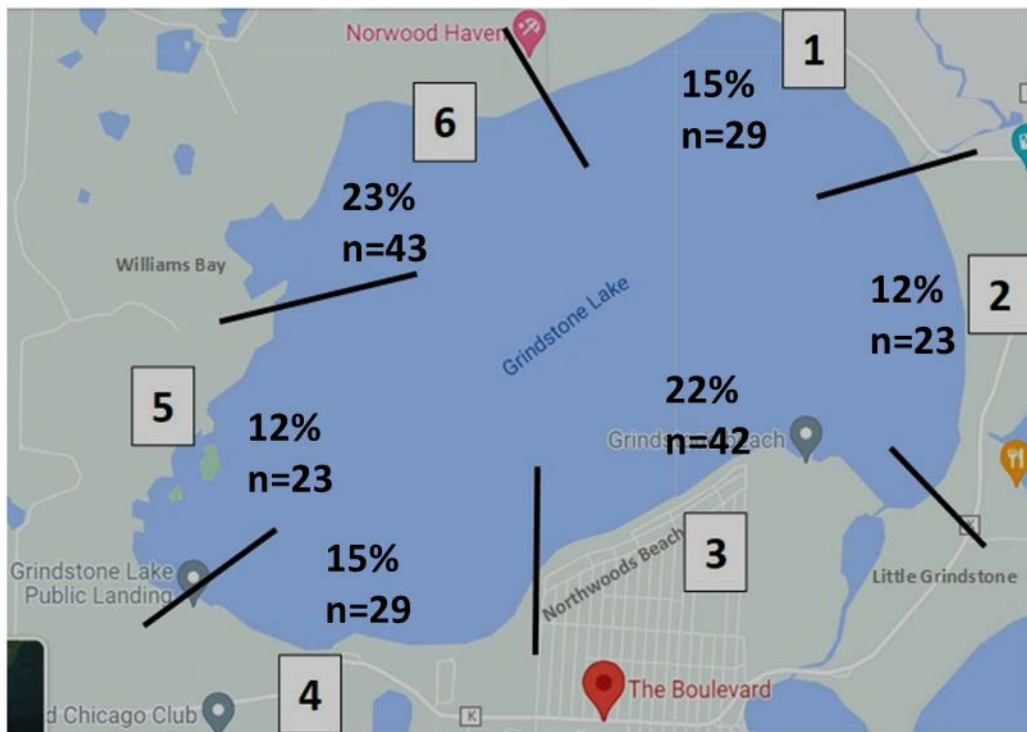 Norwood Haven
1
15%
n=29
6
23%
n=43
Williams Bay
Grindstone Lake
2
12%
n=23
5
12%
n=23
22%
n=42
Grindstone Beach
3
Northwoods Beach
K
Little Grindstone
Grindstone Lake
Public Landing
15%
n=29
4
The Boulevard
d Chicago Club
K